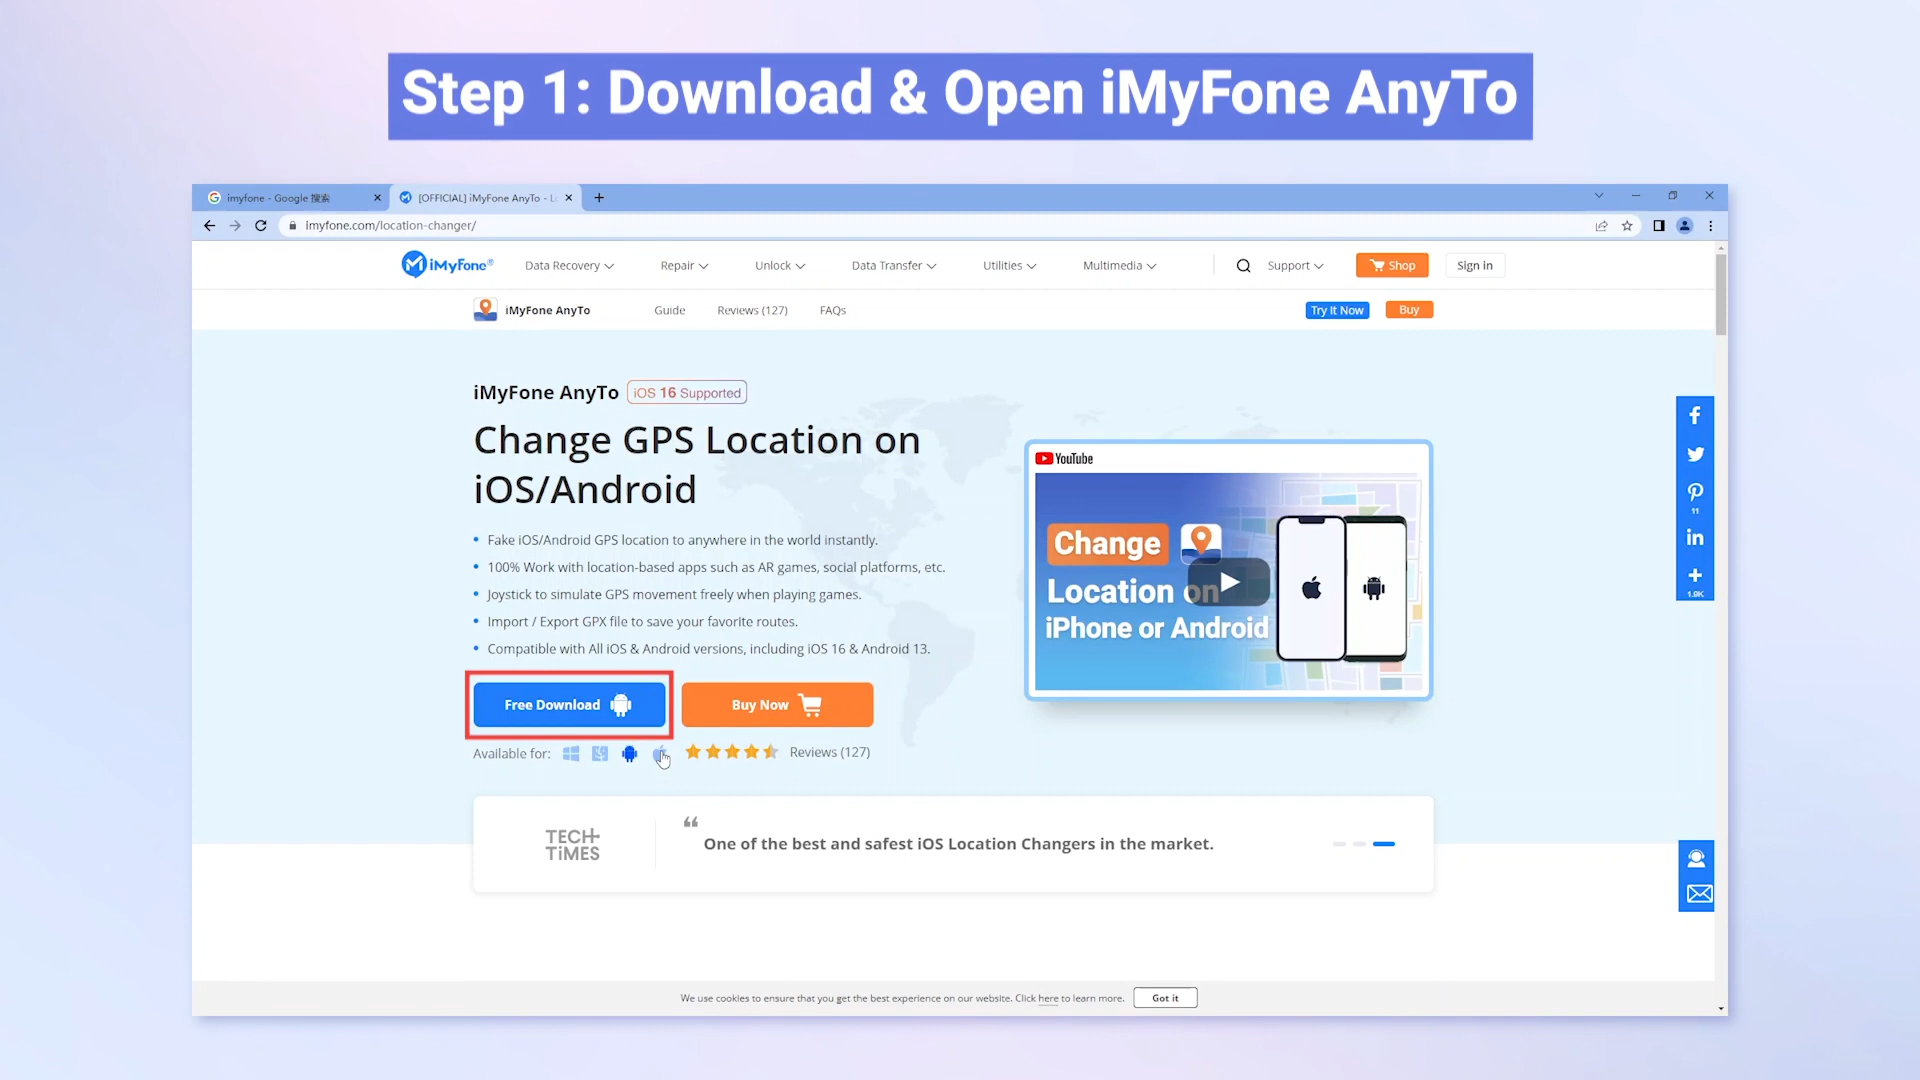 Step 1: Download & Open iMyFone AnyTo
imyfone - Google 搜索
[OFFICIAL] iMyFone AnyTo - L
imyfone.com/location-changer/
iMyFone®
Data Recovery
Repair
Unlock
Data Transfer
Utilities
Multimedia
Support
Shop
Sign in
iMyFone AnyTo
Guide
Reviews (127)
FAQs
Try It Now
Buy
iMyFone AnyTo
iOS 16 Supported
Change GPS Location on
iOS/Android
Fake iOS/Android GPS location to anywhere in the world instantly.
100% Work with location-based apps such as AR games, social platforms, etc.
Joystick to simulate GPS movement freely when playing games.
Import / Export GPX file to save your favorite routes.
Compatible with All iOS & Android versions, including iOS 16 & Android 13.
Free Download
Buy Now
Available for:
Reviews (127)
YouTube
Change
Location on
iPhone or Android
11
1.9K
TECH
TiMES
“
One of the best and safest iOS Location Changers in the market.
We use cookies to ensure that you get the best experience on our website. Click here to learn more.
Got it